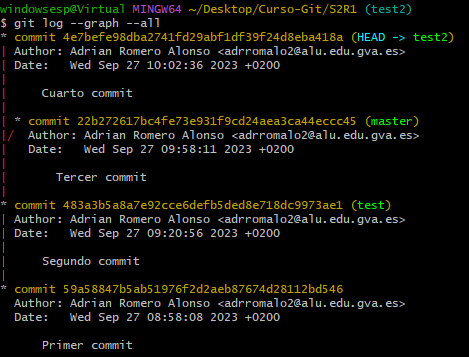 windowsesp@Virtual MINGW64 ~/Desktop/Curso-Git/S2R1 (test2)
$ git log --graph --all
* commit 4e7befe98dba2741fd29abf1df39f24d8eba418a (HEAD -> test2)
| Author: Adrian Romero Alonso <adrromalo2@alu.edu.gva.es>
| Date:   Wed Sep 27 10:02:36 2023 +0200
|
|     Cuarto commit
|
| * commit 22b272617bc4fe73e931f9cd24aea3ca44eccc45 (master)
|/  Author: Adrian Romero Alonso <adrromalo2@alu.edu.gva.es>
|   Date:   Wed Sep 27 09:58:11 2023 +0200
|
|       Tercer commit
|
* commit 483a3b5a8a7e92cce6defb5ded8e718dc9973ae1 (test)
| Author: Adrian Romero Alonso <adrromalo2@alu.edu.gva.es>
| Date:   Wed Sep 27 09:20:56 2023 +0200
|
|     Segundo commit
|
* commit 59a58847b5ab51976f2d2aeb87674d28112bd546
  Author: Adrian Romero Alonso <adrromalo2@alu.edu.gva.es>
  Date:   Wed Sep 27 08:58:08 2023 +0200

      Primer commit